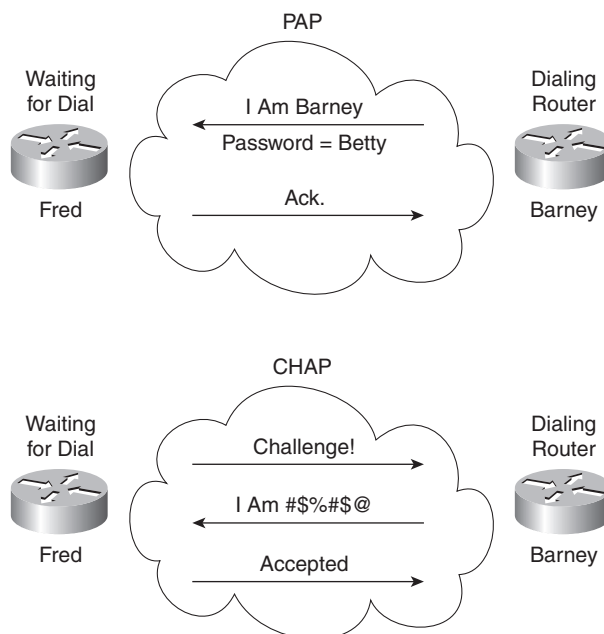 PAP
Waiting
for Dial
Dialing
Router
I Am Barney
Password = Betty
Ack.
Fred
Barney
CHAP
Waiting
for Dial
Dialing
Router
Challenge!
I Am #$%#$@
Accepted
Fred
Barney